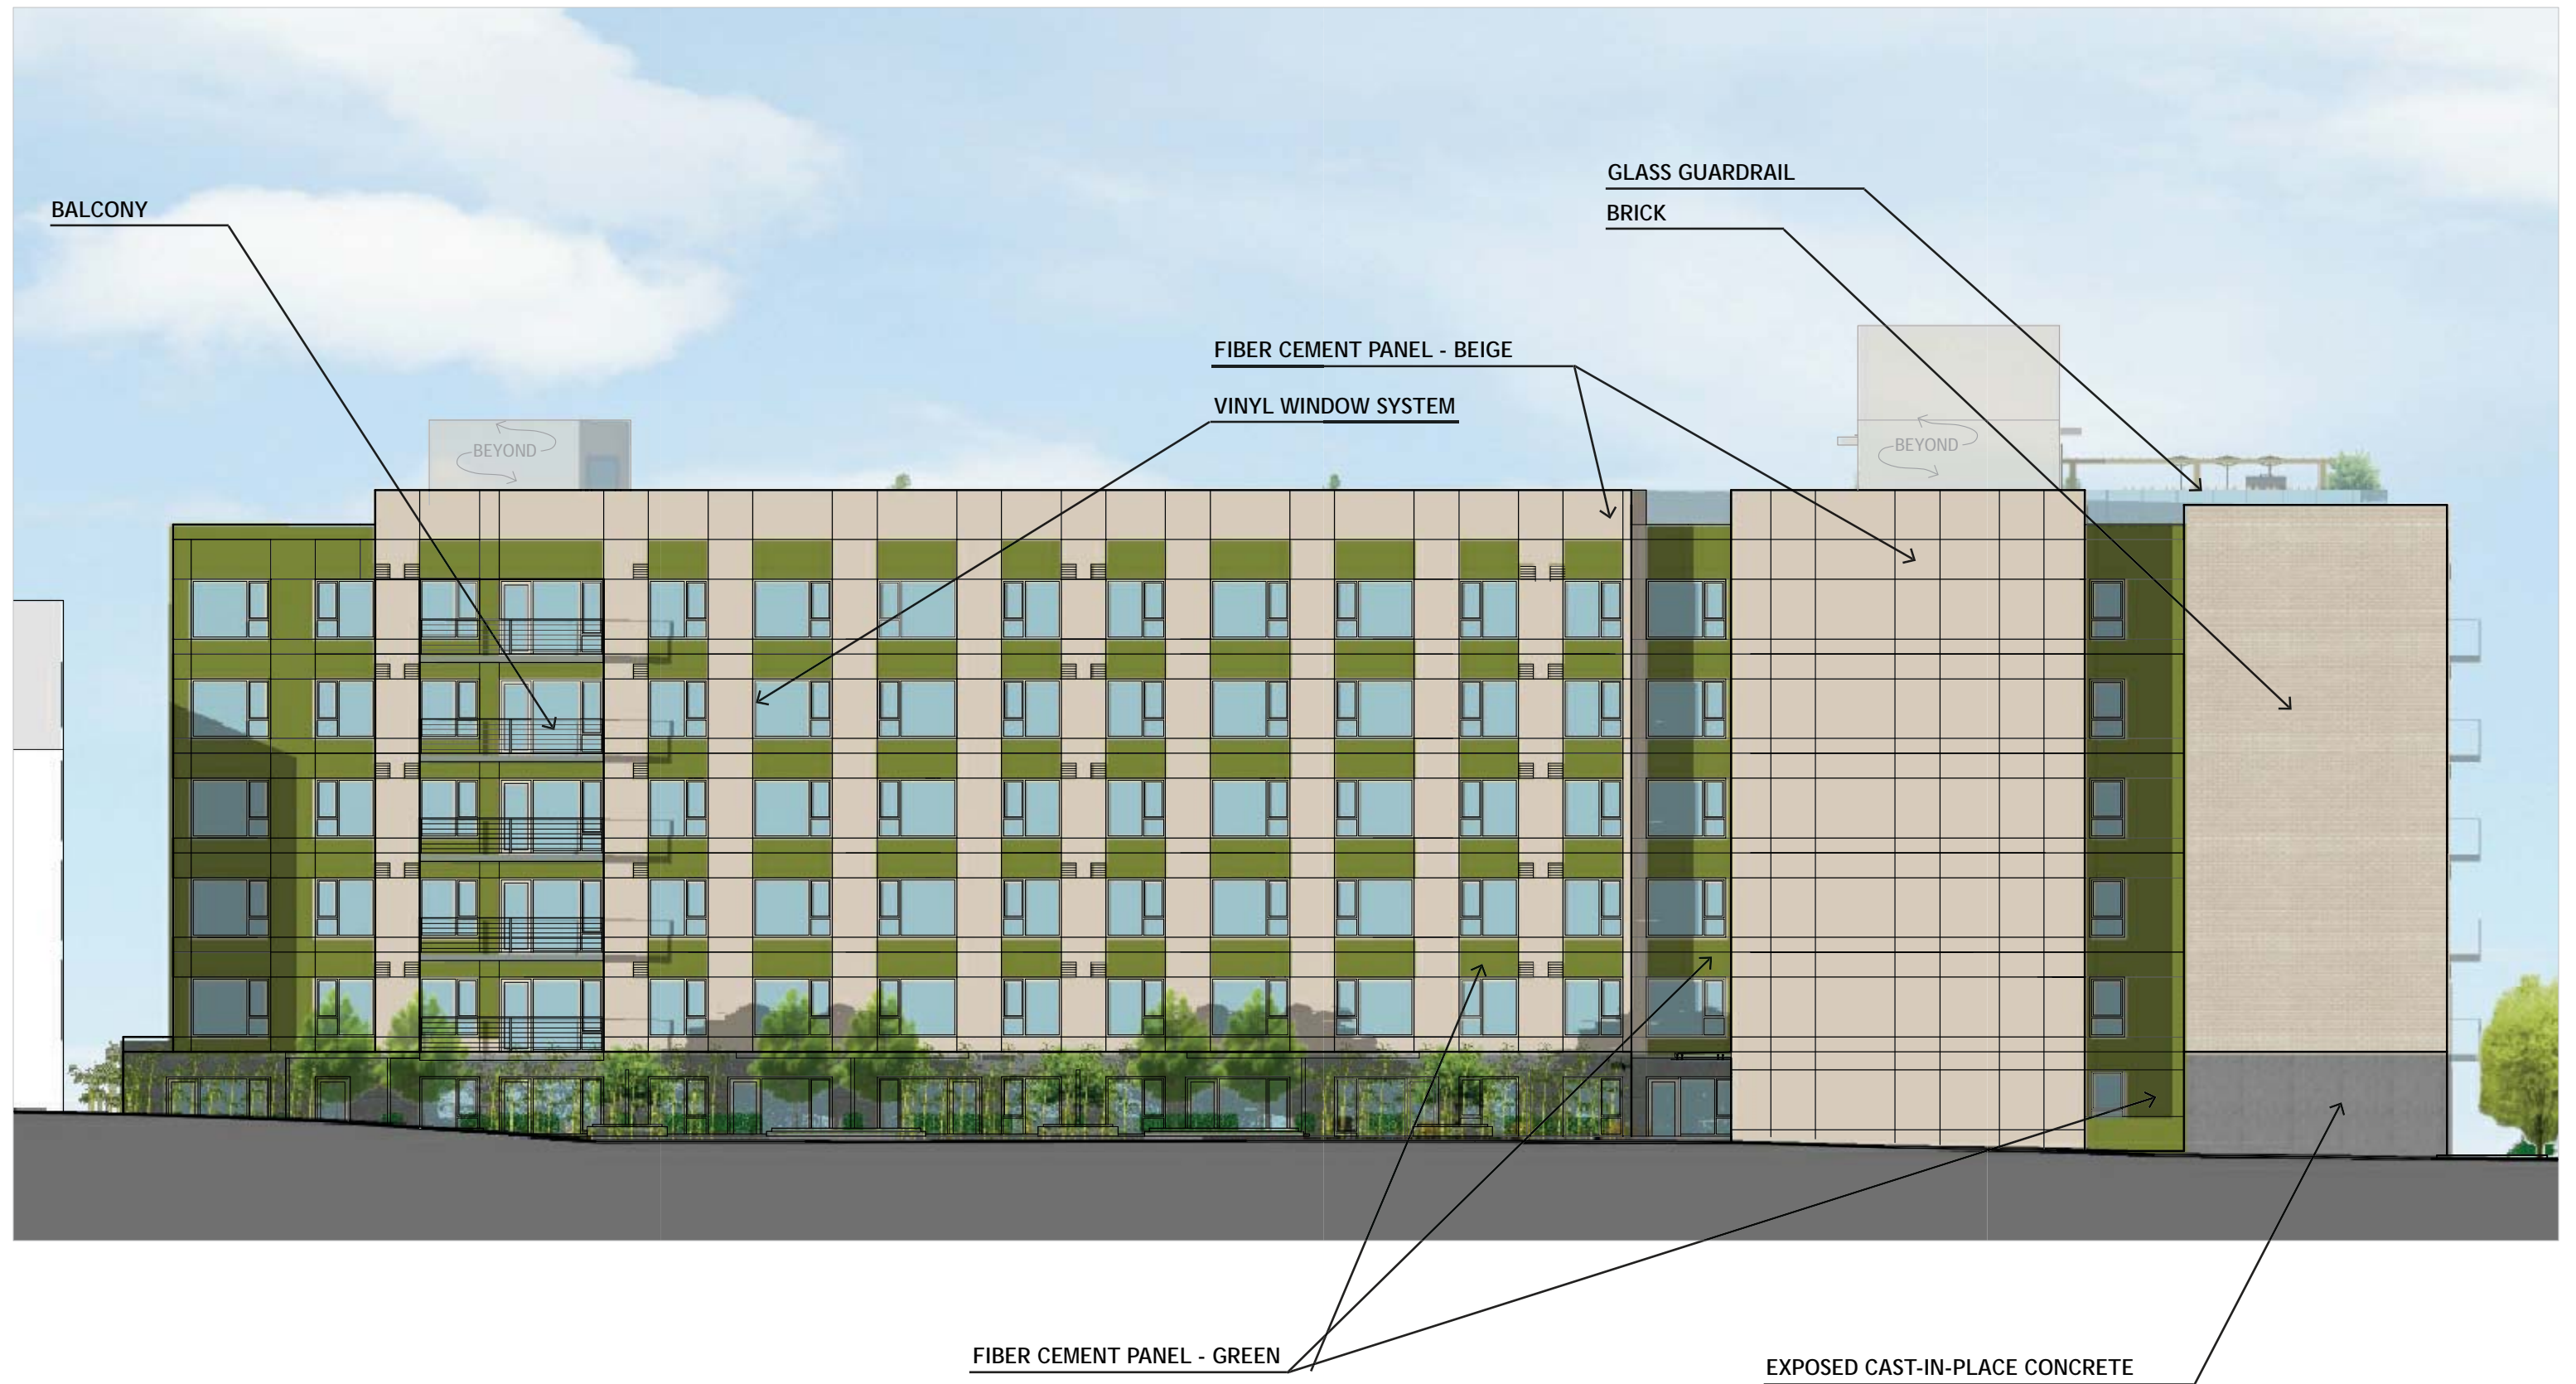 GLASS GUARDRAIL
BALCONY
BRICK
FIBER CEMENT PANEL - BEIGE
VINYL WINDOW SYSTEM
BEYOND
BEYOND
FIBER CEMENT PANEL - GREEN
EXPOSED CAST-IN-PLACE CONCRETE